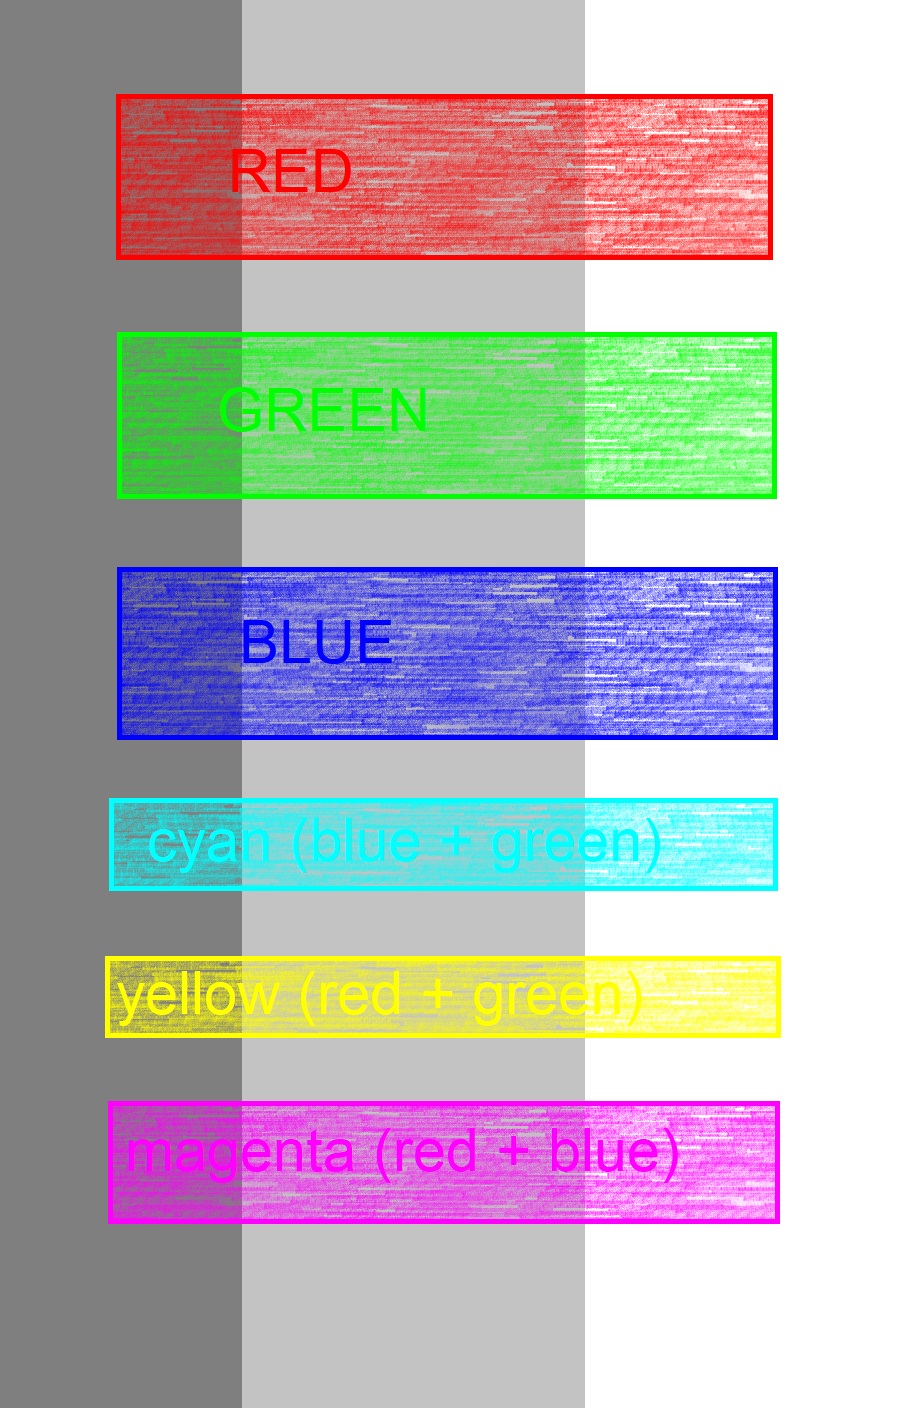 RED
GREEN
BLUE
cyan (blue + green)
yellow (red + green)
magenta (red + blue)